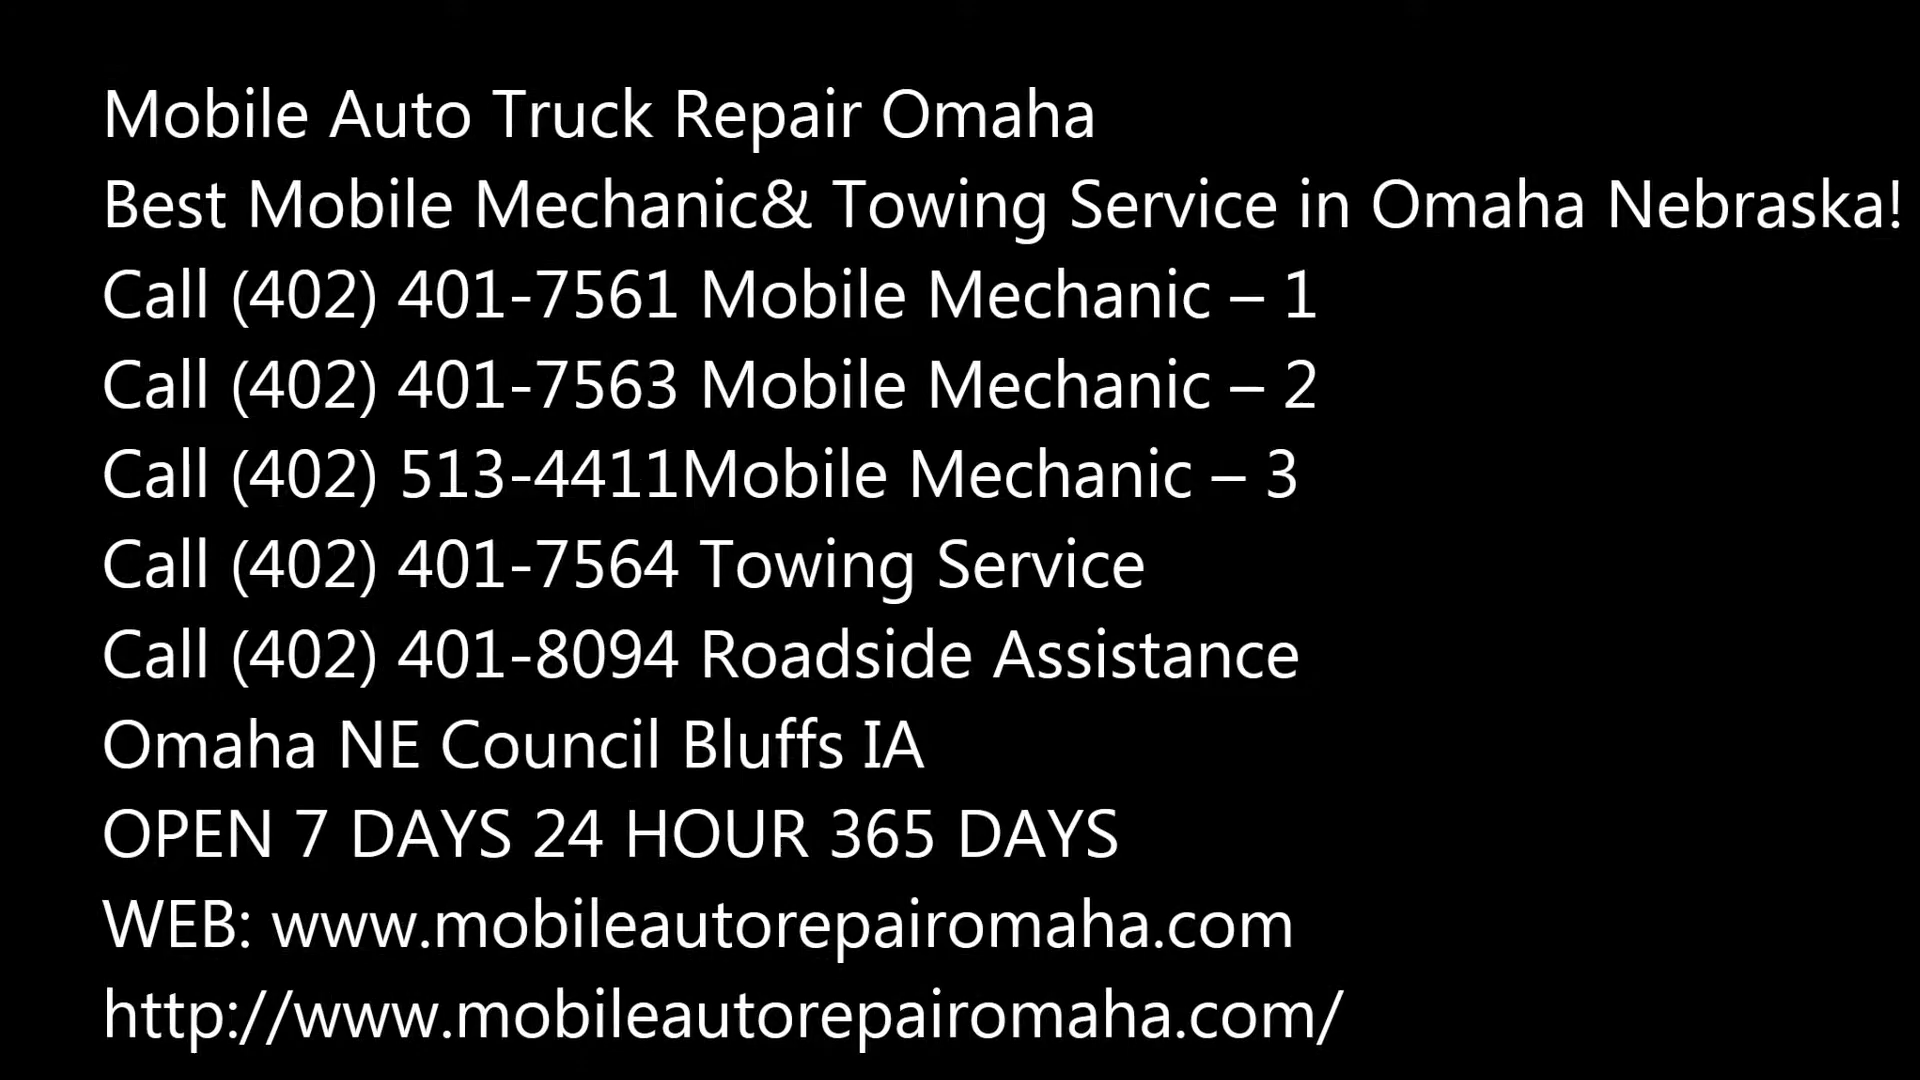 Mobile Auto Truck Repair Omaha
Best Mobile Mechanic& Towing Service in Omaha Nebraska!
Call (402) 401-7561 Mobile Mechanic – 1
Call (402) 401-7563 Mobile Mechanic – 2
Call (402) 513-4411Mobile Mechanic – 3
Call (402) 401-7564 Towing Service
Call (402) 401-8094 Roadside Assistance
Omaha NE Council Bluffs IA
OPEN 7 DAYS 24 HOUR 365 DAYS
WEB: www.mobileautorepairomaha.com
http://www.mobileautorepairomaha.com/